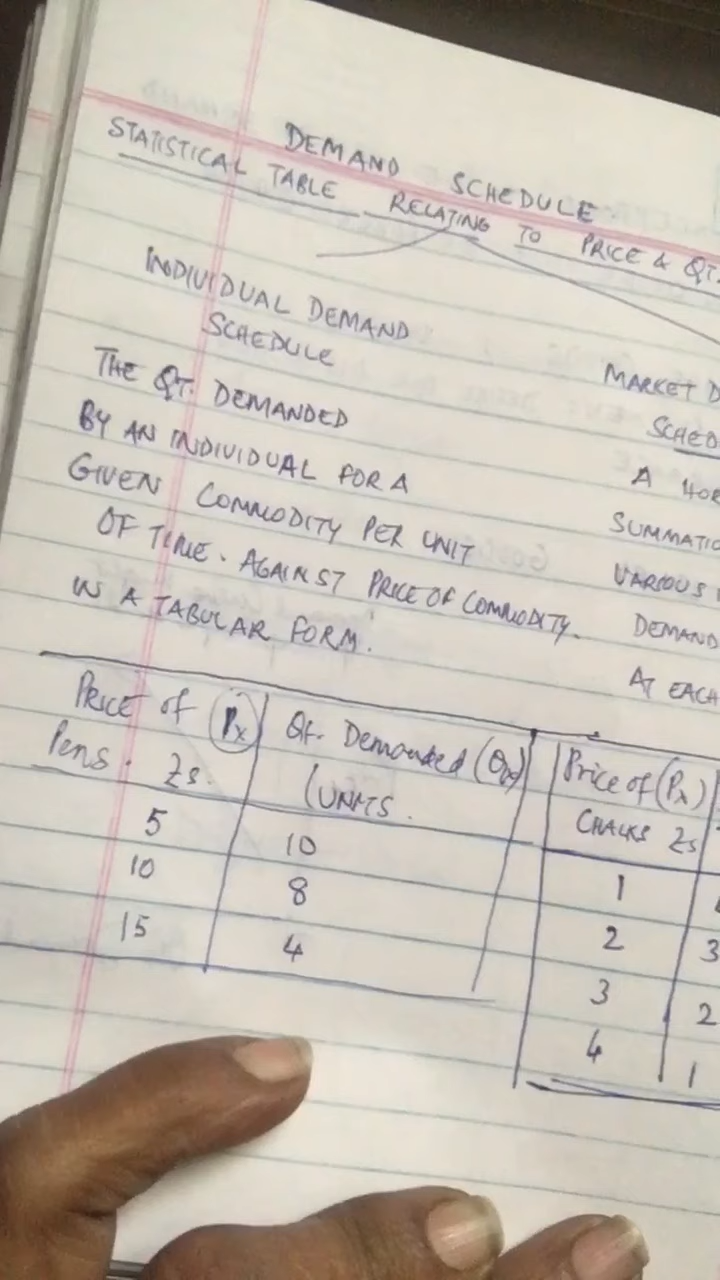 DEMAND SCHEDULE
STATISTICAL TABLE RELATING TO PRICE & QT.
INDIVIDUAL DEMAND
SCHEDULE
THE QT. DEMANDED
BY AN INDIVIDUAL FOR A
GIVEN COMMODITY PER UNIT
OF TIME. AGAINST PRICE OF COMMODITY.
IN A TABULAR FORM.
Price of (Px) Qt. Demanded
Pens. Zs. (UNITS.
5 10
10 8
15 4
MARKET D
SCHED
A HOR
SUMMATIO
VARIOUS
DEMAND
AT EACH
Price of (Px)
CHALKS Zs
1
2 3
3 2
4 1